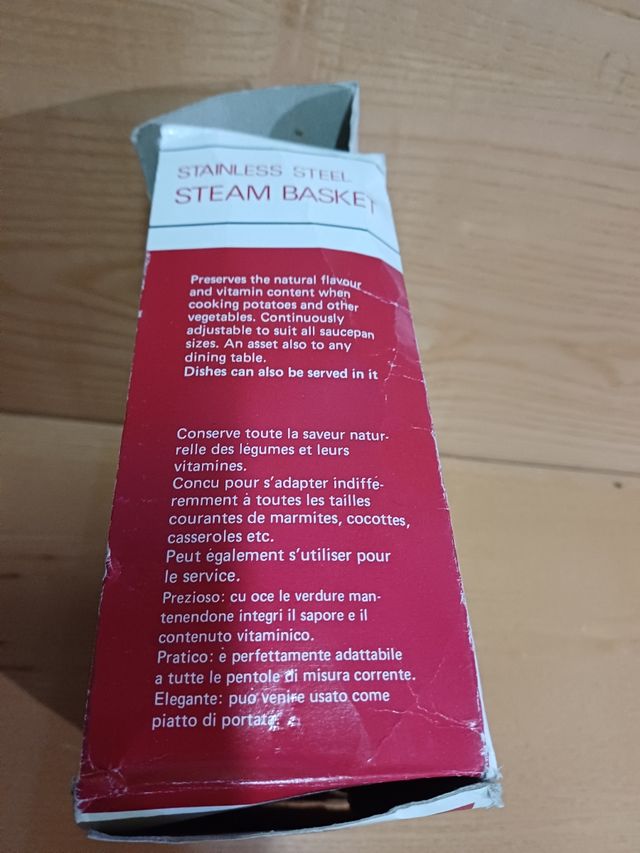 STAINLESS STEEL
STEAM BASKET
Preserves the natural flavour
and vitamin content when
cooking potatoes and other
vegetables. Continuously
adjustable to suit all saucepan
sizes. An asset also to any
dining table.
Dishes can also be served in it
Conserve toute la saveur natur-
relle des légumes et leurs
vitamines.
Concu pour s'adapter indiffé-
remment à toutes les tailles
courantes de marmites, cocottes,
casseroles etc.
Peut également s'utiliser pour
le service.
Prezioso: cu oce le verdure man-
tenendone integri il sapore e il
contenuto vitaminico.
Pratico: è perfettamente adattabile
a tutte le pentole di misura corrente.
Elegante: puo venire usato come
piatto di portata.